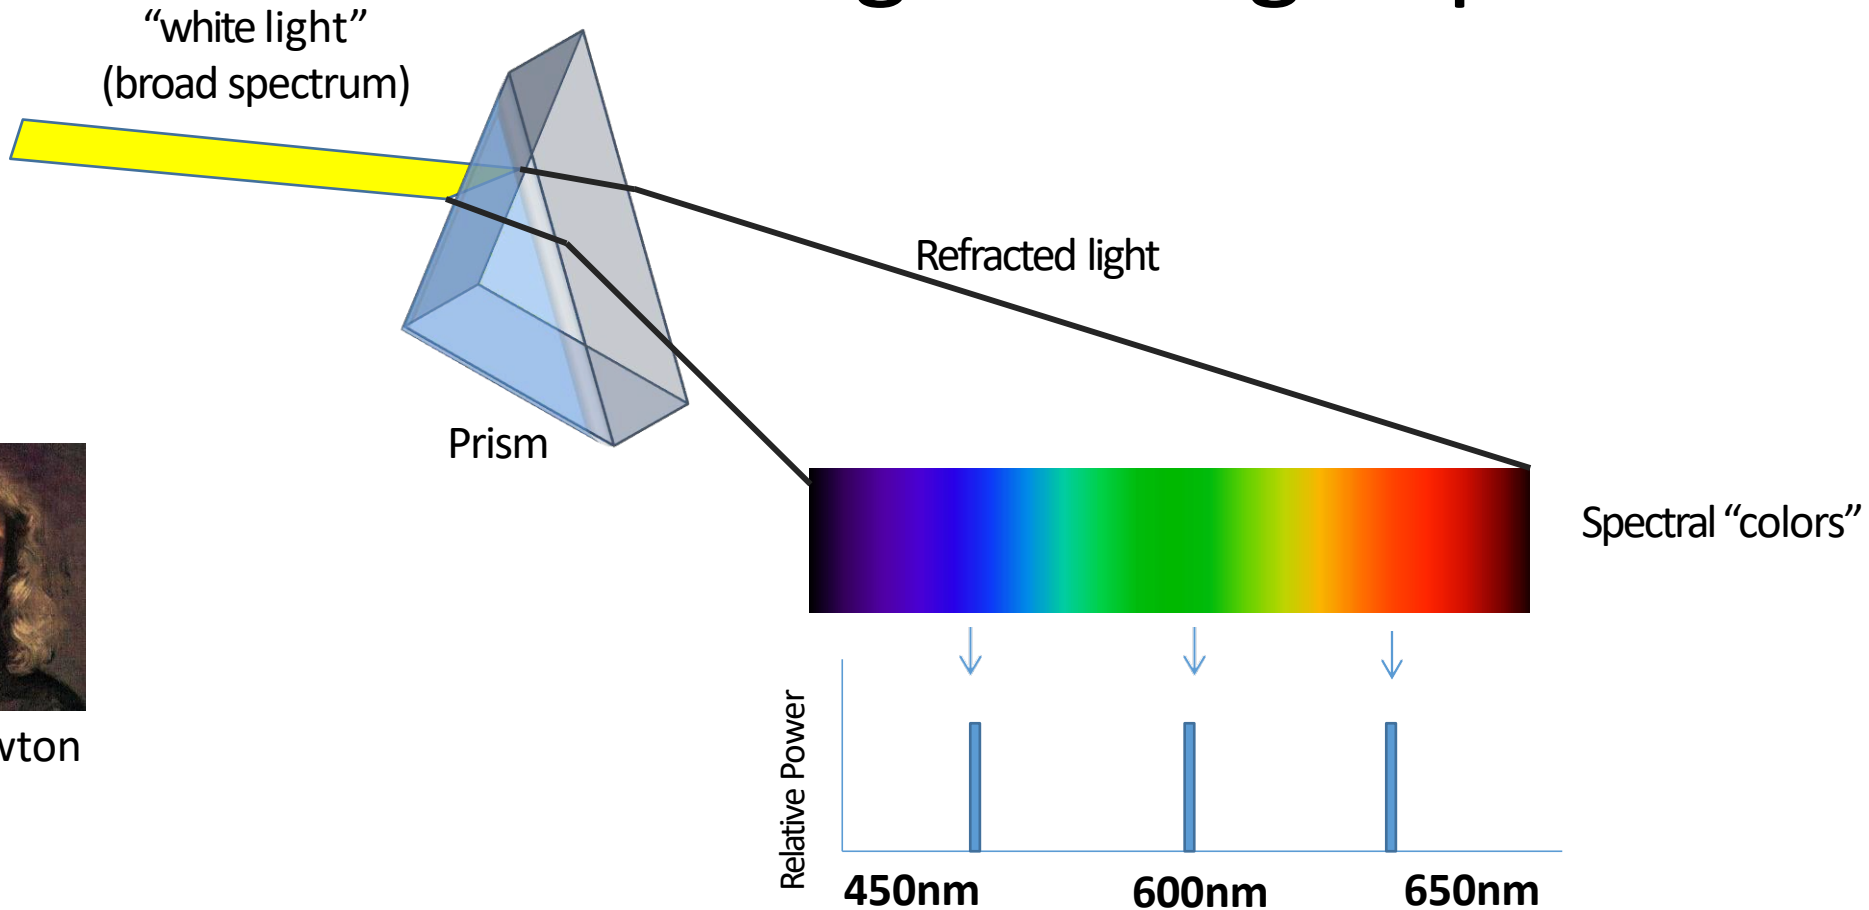 “white light”
(broad spectrum)
Refracted light
Prism
Spectral “colors”
Relative Power
450nm
600nm
650nm